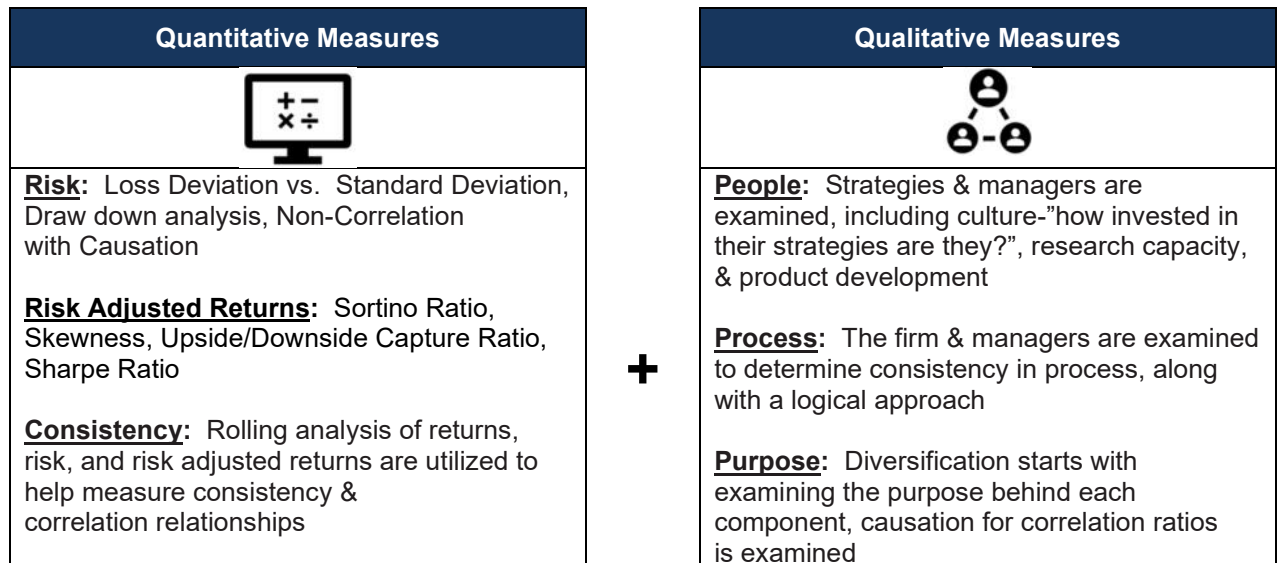 Quantitative Measures
Risk: Loss Deviation vs. Standard Deviation,
Draw down analysis, Non-Correlation
with Causation
Risk Adjusted Returns: Sortino Ratio,
Skewness, Upside/Downside Capture Ratio,
Sharpe Ratio
Consistency: Rolling analysis of returns,
risk, and risk adjusted returns are utilized to
help measure consistency &
correlation relationships
+
Qualitative Measures
People: Strategies & managers are
examined, including culture-”how invested in
their strategies are they?”, research capacity,
& product development
Process: The firm & managers are examined
to determine consistency in process, along
with a logical approach
Purpose: Diversification starts with
examining the purpose behind each
component, causation for correlation ratios
is examined